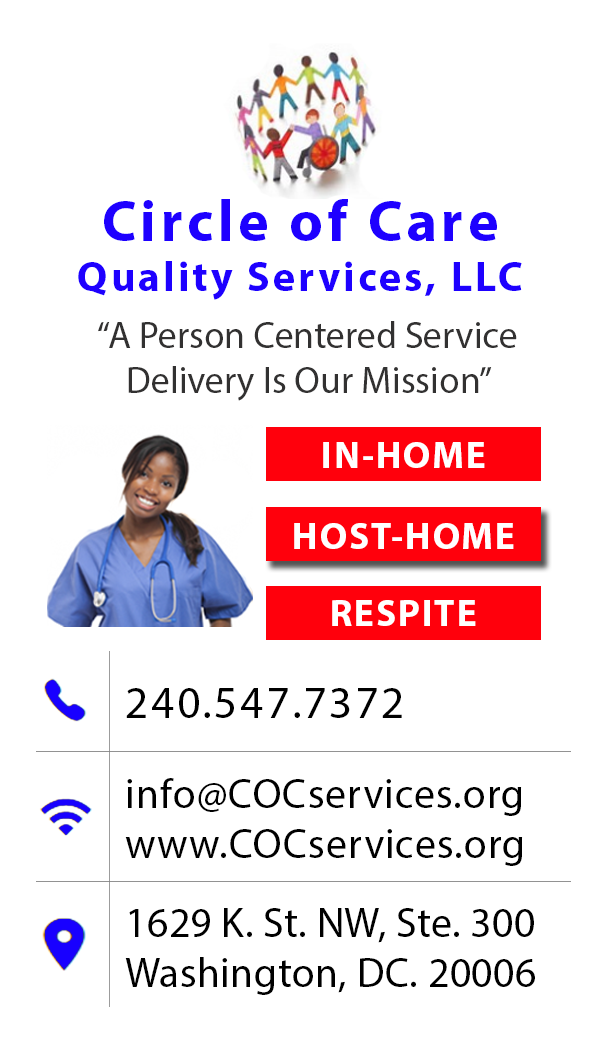 Circle of Care
Quality Services, LLC
“A Person Centered Service
Delivery Is Our Mission”
IN-HOME
HOST-HOME
RESPITE
240.547.7372
info@COCservices.org
www.COCservices.org
1629 K. St. NW, Ste. 300
Washington, DC. 20006